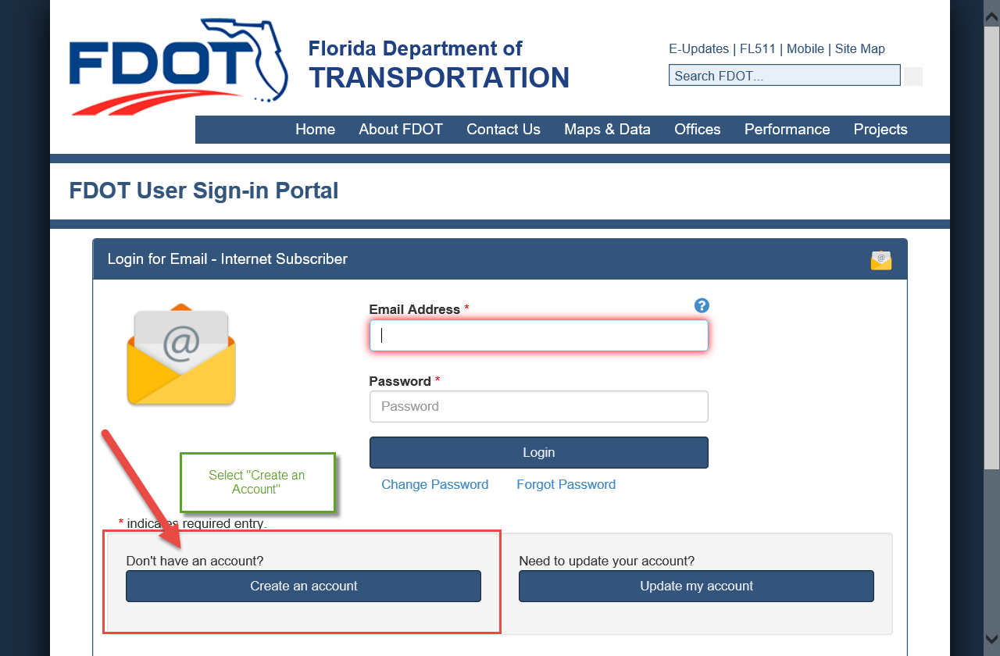 FDOT
Florida Department of
TRANSPORTATION
E-Updates | FL511 | Mobile | Site Map
Search FDOT...
Home About FDOT Contact Us Maps & Data Offices Performance Projects
FDOT User Sign-in Portal
Login for Email - Internet Subscriber
@
@
Email Address *
?
Password *
Password
Login
Change Password Forgot Password
Select "Create an
Account"
* indicates required entry.
Don't have an account?
Create an account
Need to update your account?
Update my account